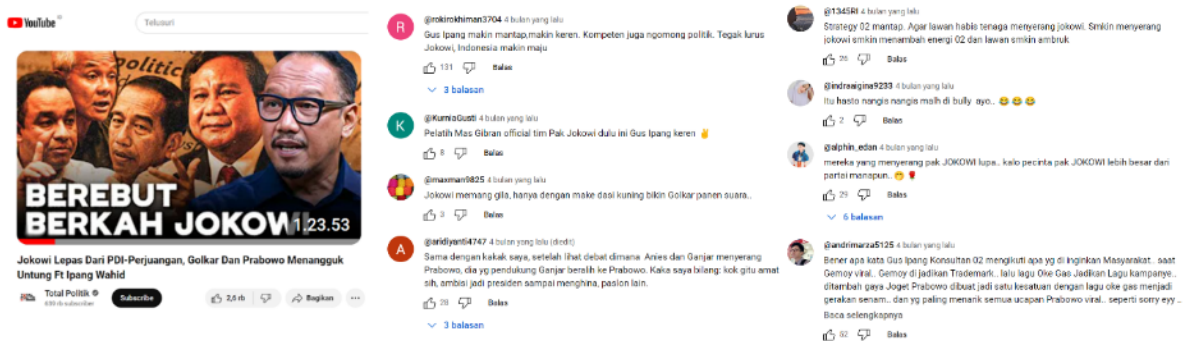 YouTube
Telusuri
BEREBUT
BERKAH JOKOWI
1.23.53
Jokowi Lepas Dari PDI-Perjuangan, Golkar Dan Prabowo Menangguk
Untung Ft Ipang Wahid
Total Politik
Subscribe
2,6 rb
Bagikan
@rokirokhiman3704 4 bulan yang lalu
Gus Ipang makin mantap,makin keren. Kompeten juga ngomong politik. Tegak lurus
Jokowi, Indonesia makin maju
131
Balas
3 balasan
@KurniaGusti 4 bulan yang lalu
Pelatih Mas Gibran official tim Pak Jokowi dulu ini Gus Ipang keren ✌
8
Balas
@maxman9825 4 bulan yang lalu
Jokowi memang gila, hanya dengan make dasi kuning bikin Golkar panen suara..
3
Balas
@aridiyanti4747 4 bulan yang lalu (diedit)
Sama dengan kakak saya, setelah lihat debat dimana Anies dan Ganjar menyerang
Prabowo, dia yg pendukung Ganjar beralih ke Prabowo. Kaka saya bilang: kok gitu amat
sih, ambisi jadi presiden sampai menghina, paslon lain.
28
Balas
3 balasan
@1345RI 4 bulan yang lalu
Strategy 02 mantap. Agar lawan habis tenaga menyerang jokowi. Smkin menyerang
jokowi smkin menambah energi 02 dan lawan smkin ambruk
26
Balas
@indraaigina9233 4 bulan yang lalu
Itu hasto nangis nangis malh di bully ayo.. 😂😂😂
2
Balas
@alphin_edan 4 bulan yang lalu
mereka yang menyerang pak JOKOWI lupa.. kalo pecinta pak JOKOWI lebih besar dari
partai manapun..🤭🌹
29
Balas
6 balasan
@andrimarza5125 4 bulan yang lalu
Bener apa kata Gus Ipang Konsultan 02 mengikuti apa yg di inginkan Masyarakat.. saat
Gemoy viral.. Gemoy di jadikan Trademark.. lalu lagu Oke Gas Jadikan Lagu kampanye..
ditambah gaya Joget Prabowo dibuat jadi satu kesatuan dengan lagu oke gas menjadi
gerakan senam.. dan yg paling menarik semua ucapan Prabowo viral.. seperti sorry eyy ..
Baca selengkapnya
52
Balas